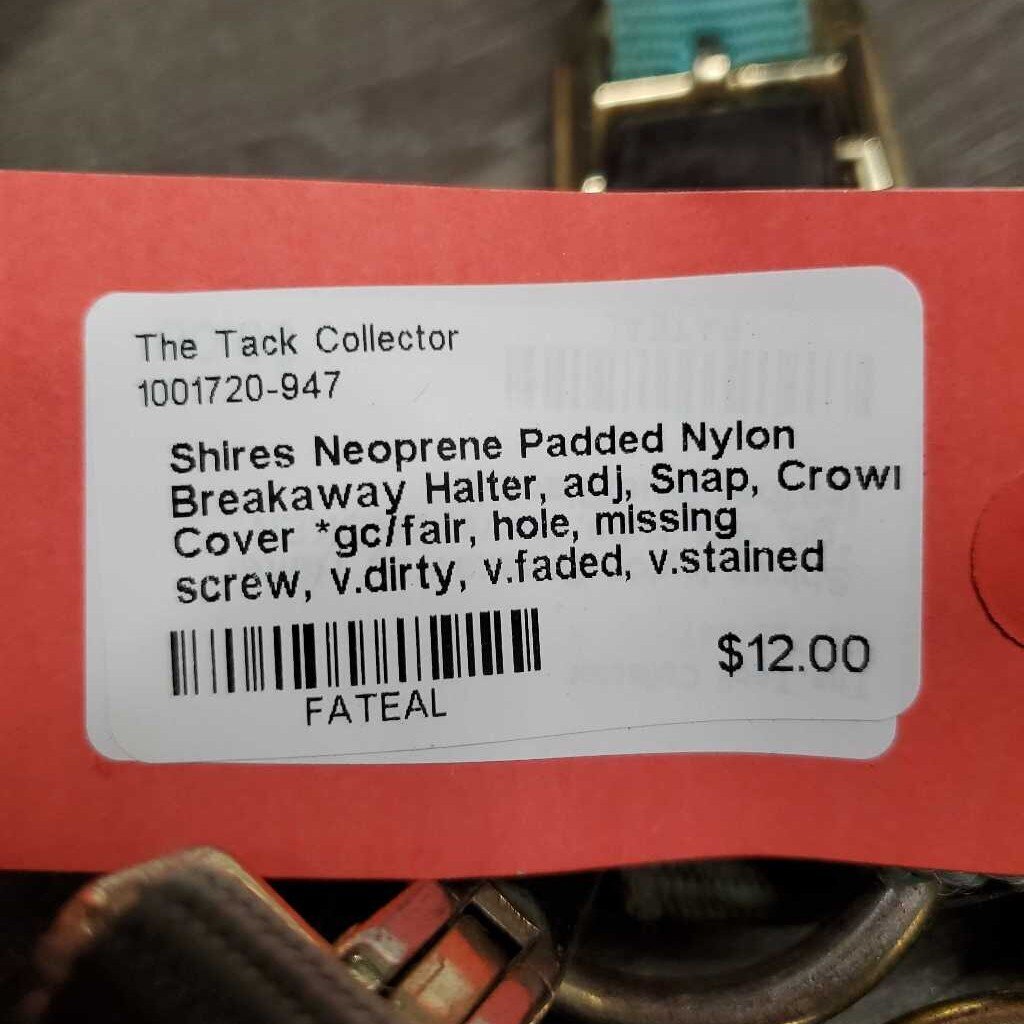 The Tack Collector
1001720-947
Shires Neoprene Padded Nylon
Breakaway Halter, adj, Snap, Crow
Cover *gc/fair, hole, missing
screw, v.dirty, v.faded, v.stained
$12.00
FATEAL